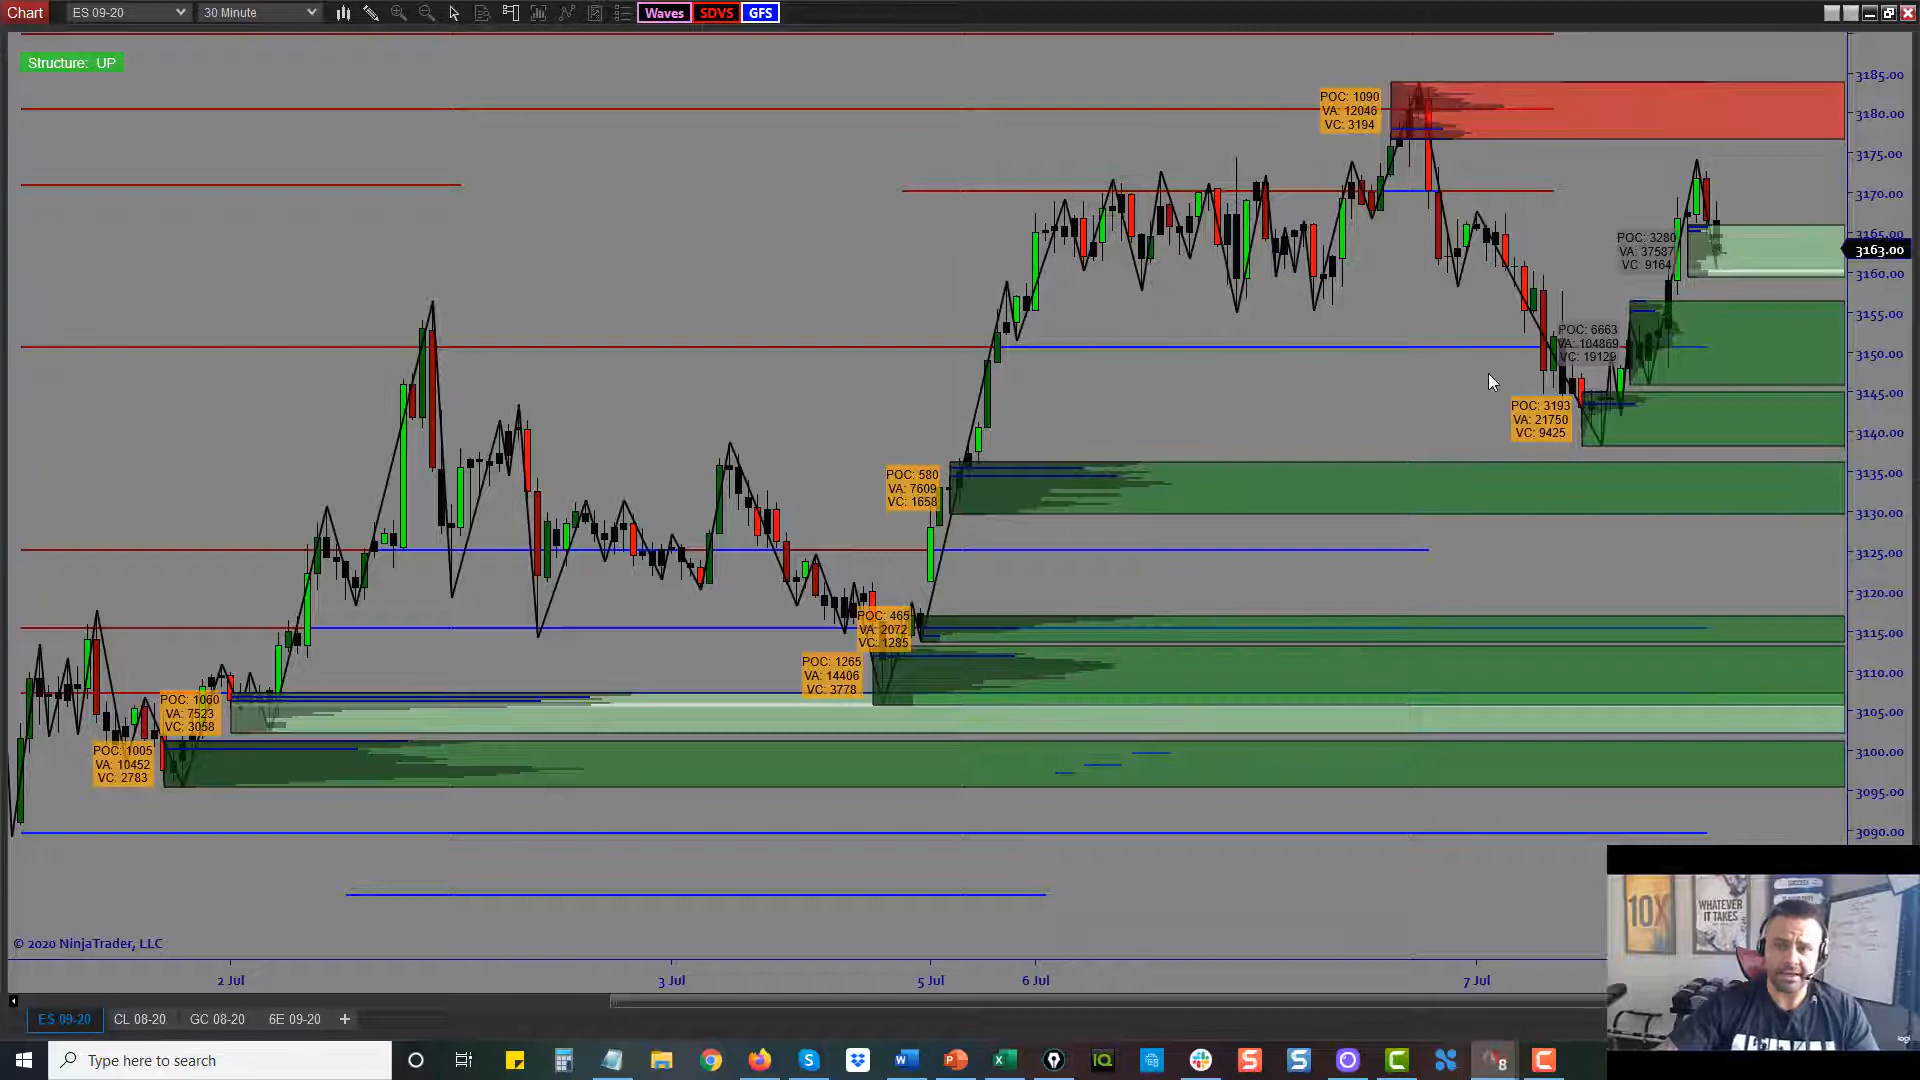 Chart
ES 09-20
30 Minute
Waves
SDVS
GFS
Structure: UP
3185.00
3180.00
3175.00
3170.00
3165.00
3163.00
3160.00
3155.00
3150.00
3145.00
3140.00
3135.00
3130.00
3125.00
3120.00
3115.00
3110.00
3105.00
3100.00
3095.00
3090.00
POC: 1090
VA: 12046
VC: 3194
POC: 3280
VA: 37587
VC: 9164
POC: 6663
VA: 104869
VC: 19129
POC: 3193
VA: 21750
VC: 9425
POC: 580
VA: 7609
VC: 1658
POC: 465
VA: 2072
VC: 1285
POC: 1265
VA: 14406
VC: 3778
POC: 1060
VA: 7523
VC: 3058
POC: 1005
VA: 10452
VC: 2783
© 2020 NinjaTrader, LLC
2 Jul
3 Jul
5 Jul
6 Jul
7 Jul
10X
WHATEVER
IT TAKES
logi
ES 09-20
CL 08-20
GC 08-20
6E 09-20
+
Type here to search